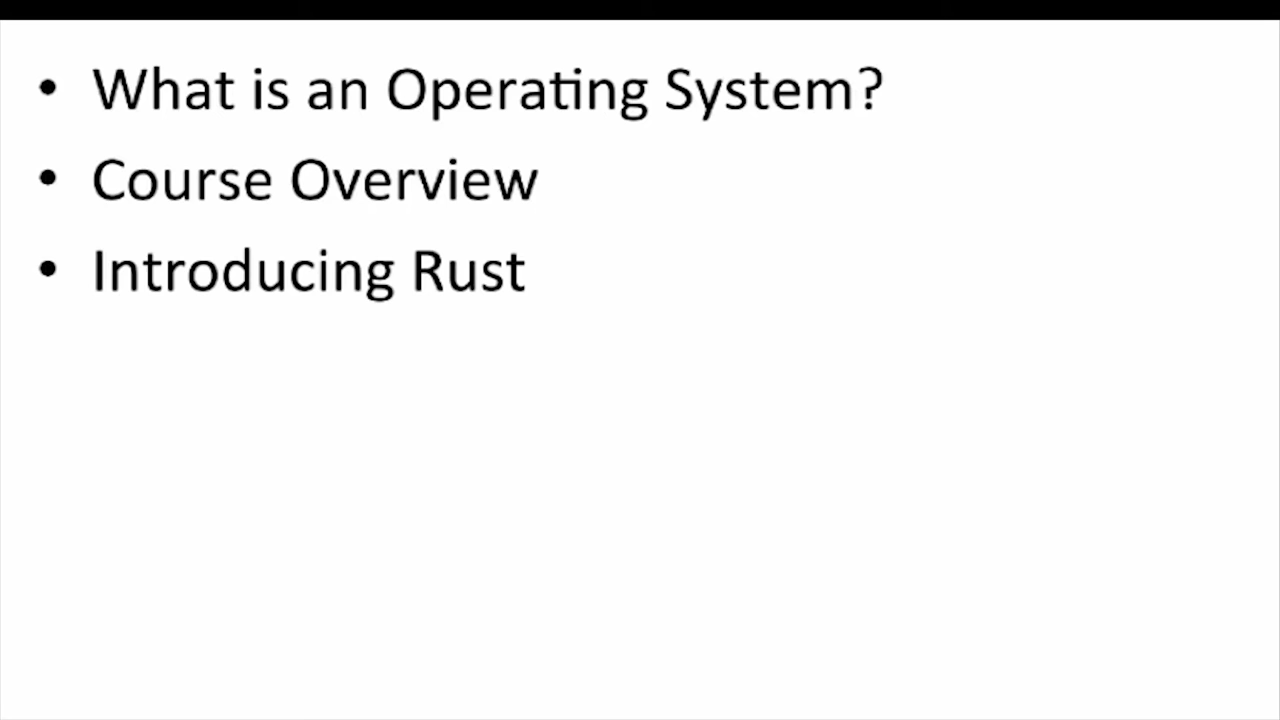 • What is an Operating System?
• Course Overview
• Introducing Rust